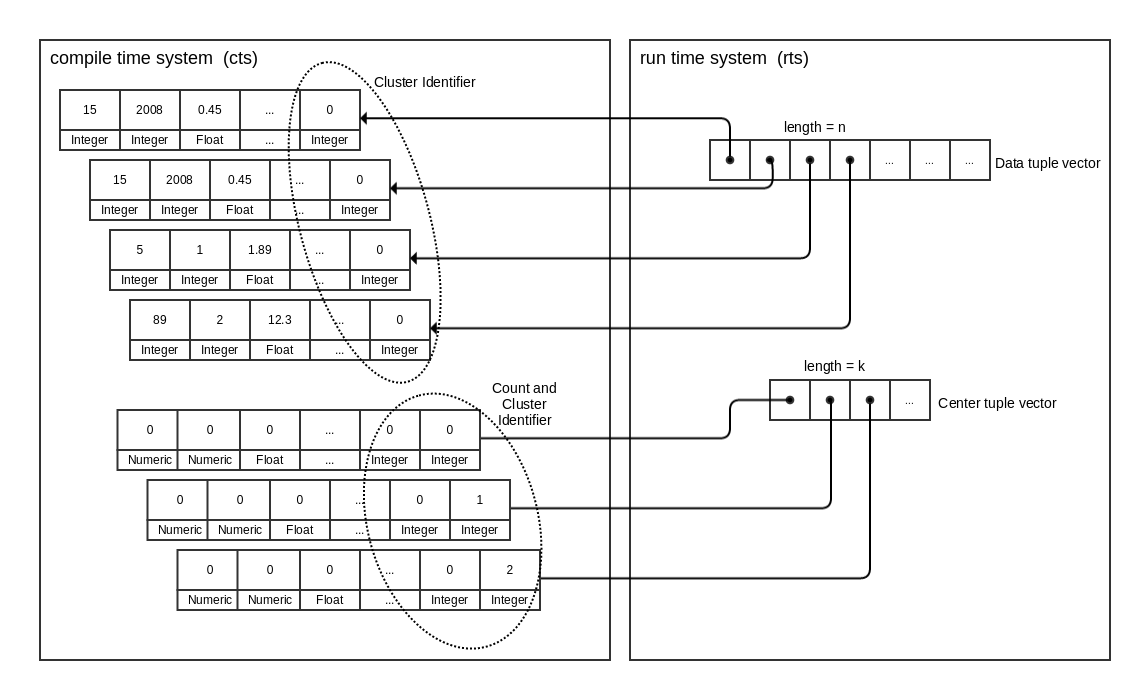 compile time system (cts)
Cluster Identifier
15 2008 0.45 ... 0
Integer Integer Float ... Integer
15 2008 0.45 ... 0
Integer Integer Float ... Integer
5 1 1.89 ... 0
Integer Integer Float ... Integer
89 2 12.3 ... 0
Integer Integer Float ... Integer
Count and
Cluster
Identifier
0 0 0 ... 0 0
Numeric Numeric Float ... Integer Integer
0 0 0 ... 0 1
Numeric Numeric Float ... Integer Integer
0 0 0 ... 0 2
Numeric Numeric Float ... Integer Integer
run time system (rts)
length = n
... ... ... Data tuple vector
length = k
... Center tuple vector